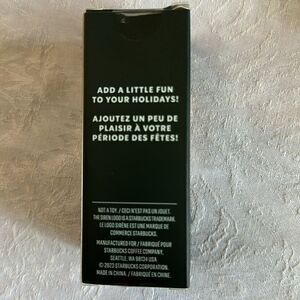 ADD A LITTLE FUN
TO YOUR HOLIDAYS!
AJOUTEZ UN PEU DE
PLAISIR À VOTRE
PÉRIODE DES FÊTES!
NOT A TOY. / CECI N'EST PAS UN JOUET.
THE SIREN LOGO IS A STARBUCKS TRADEMARK.
LE LOGO SIRÈNE EST UNE MARQUE DE
COMMERCE STARBUCKS.
MANUFACTURED FOR / FABRIQUÉ POUR
STARBUCKS COFFEE COMPANY,
SEATTLE, WA 98134 USA
© 2023 STARBUCKS CORPORATION.
MADE IN CHINA. / FABRIQUÉ EN CHINE.